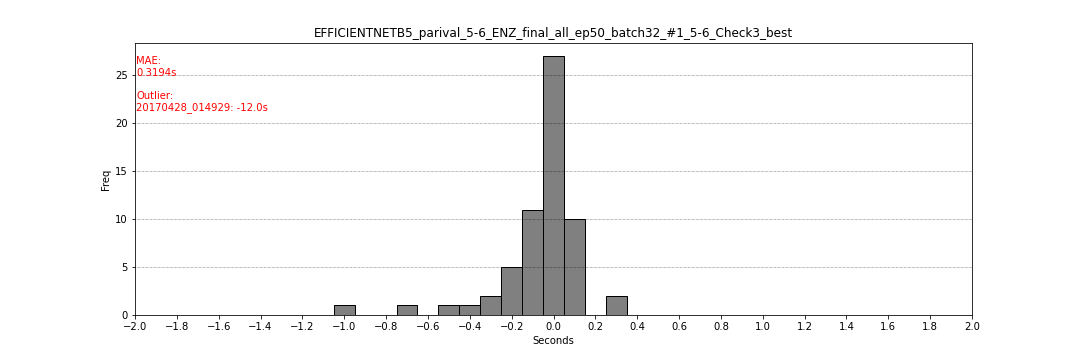 EFFICIENTNETB5_parival_5-6_ENZ_final_all_ep50_batch32_#1_5-6_Check3_best
MAE:
0.3194s
Outlier:
20170428_014929: -12.0s
Freq
25
20
15
10
5
0
−2.0 −1.8 −1.6 −1.4 −1.2 −1.0 −0.8 −0.6 −0.4 −0.2 0.0 0.2 0.4 0.6 0.8 1.0 1.2 1.4 1.6 1.8 2.0
Seconds